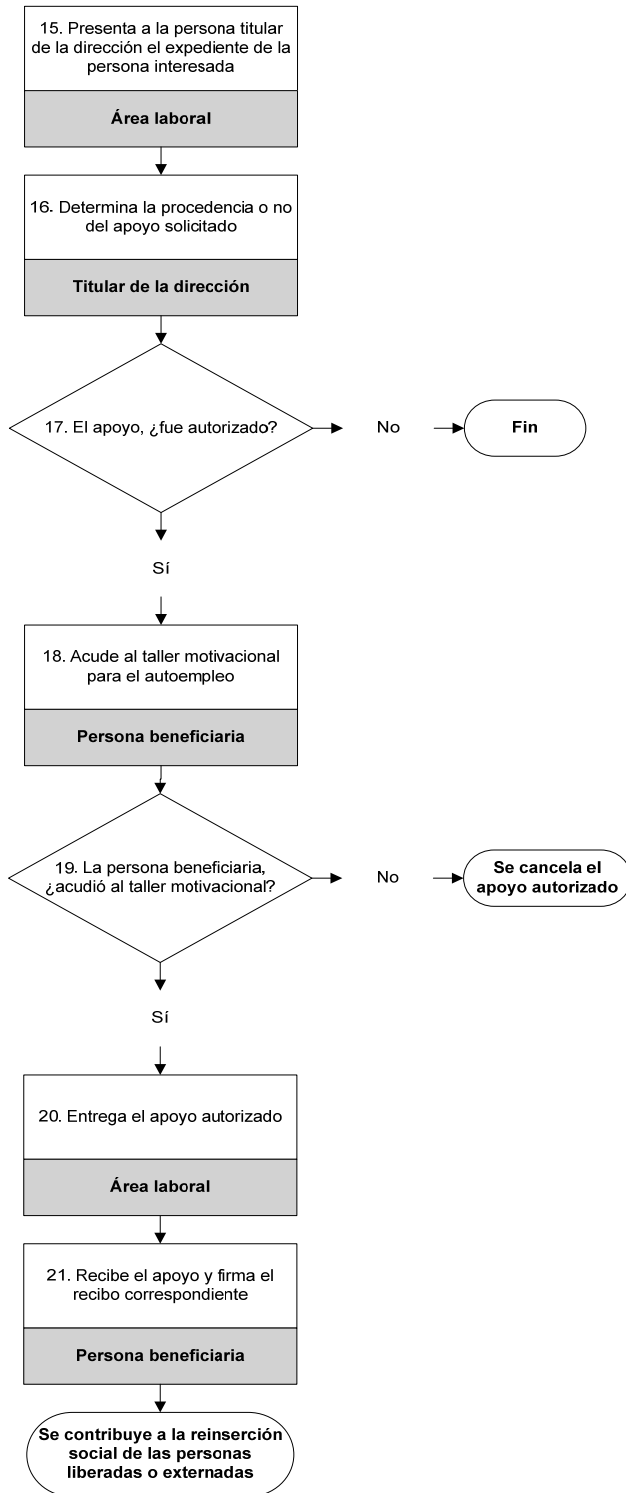 15. Presenta a la persona titular
de la dirección el expediente de la
persona interesada
Área laboral
16. Determina la procedencia o no
del apoyo solicitado
Titular de la dirección
17. El apoyo, ¿fue autorizado?
No
Fin
Sí
18. Acude al taller motivacional
para el autoempleo
Persona beneficiaria
19. La persona beneficiaria,
¿acudió al taller motivacional?
No
Se cancela el
apoyo autorizado
Sí
20. Entrega el apoyo autorizado
Área laboral
21. Recibe el apoyo y firma el
recibo correspondiente
Persona beneficiaria
Se contribuye a la reinserción
social de las personas
liberadas o externadas